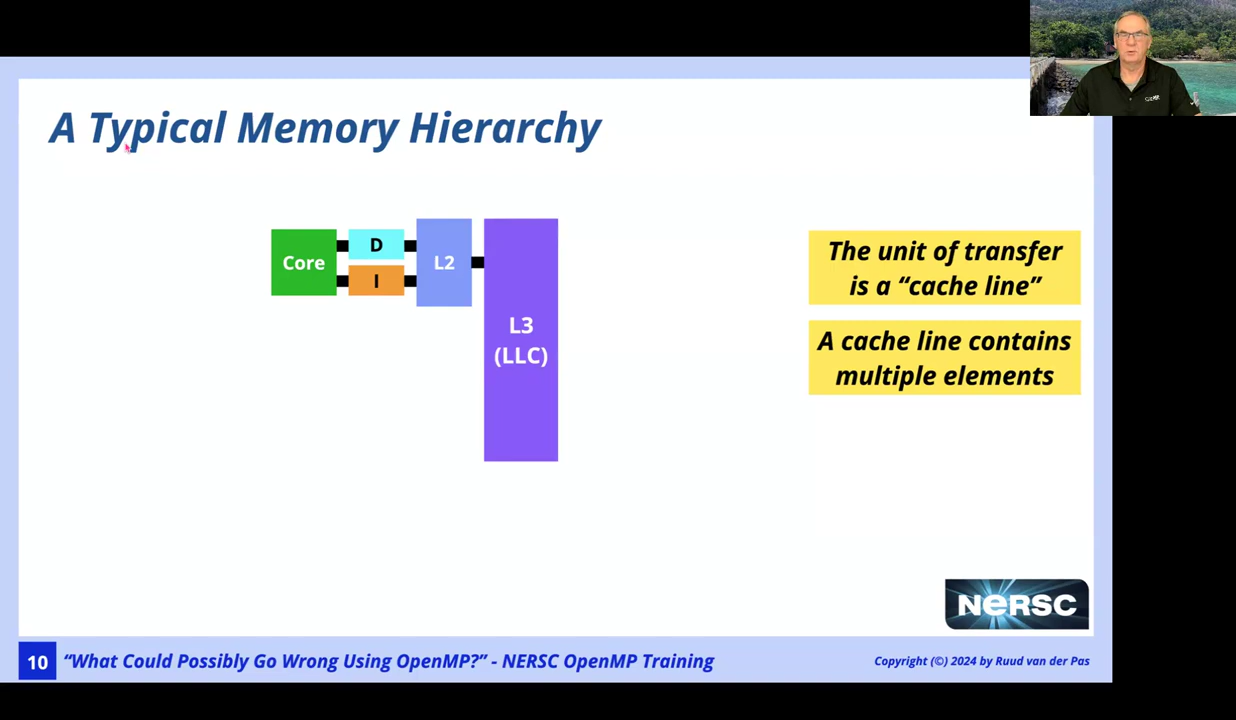 A Typical Memory Hierarchy
Core
D
I
L2
L3
(LLC)
The unit of transfer
is a “cache line”
A cache line contains
multiple elements
NeRSC
10
“What Could Possibly Go Wrong Using OpenMP?” - NERSC OpenMP Training
Copyright (©) 2024 by Ruud van der Pas